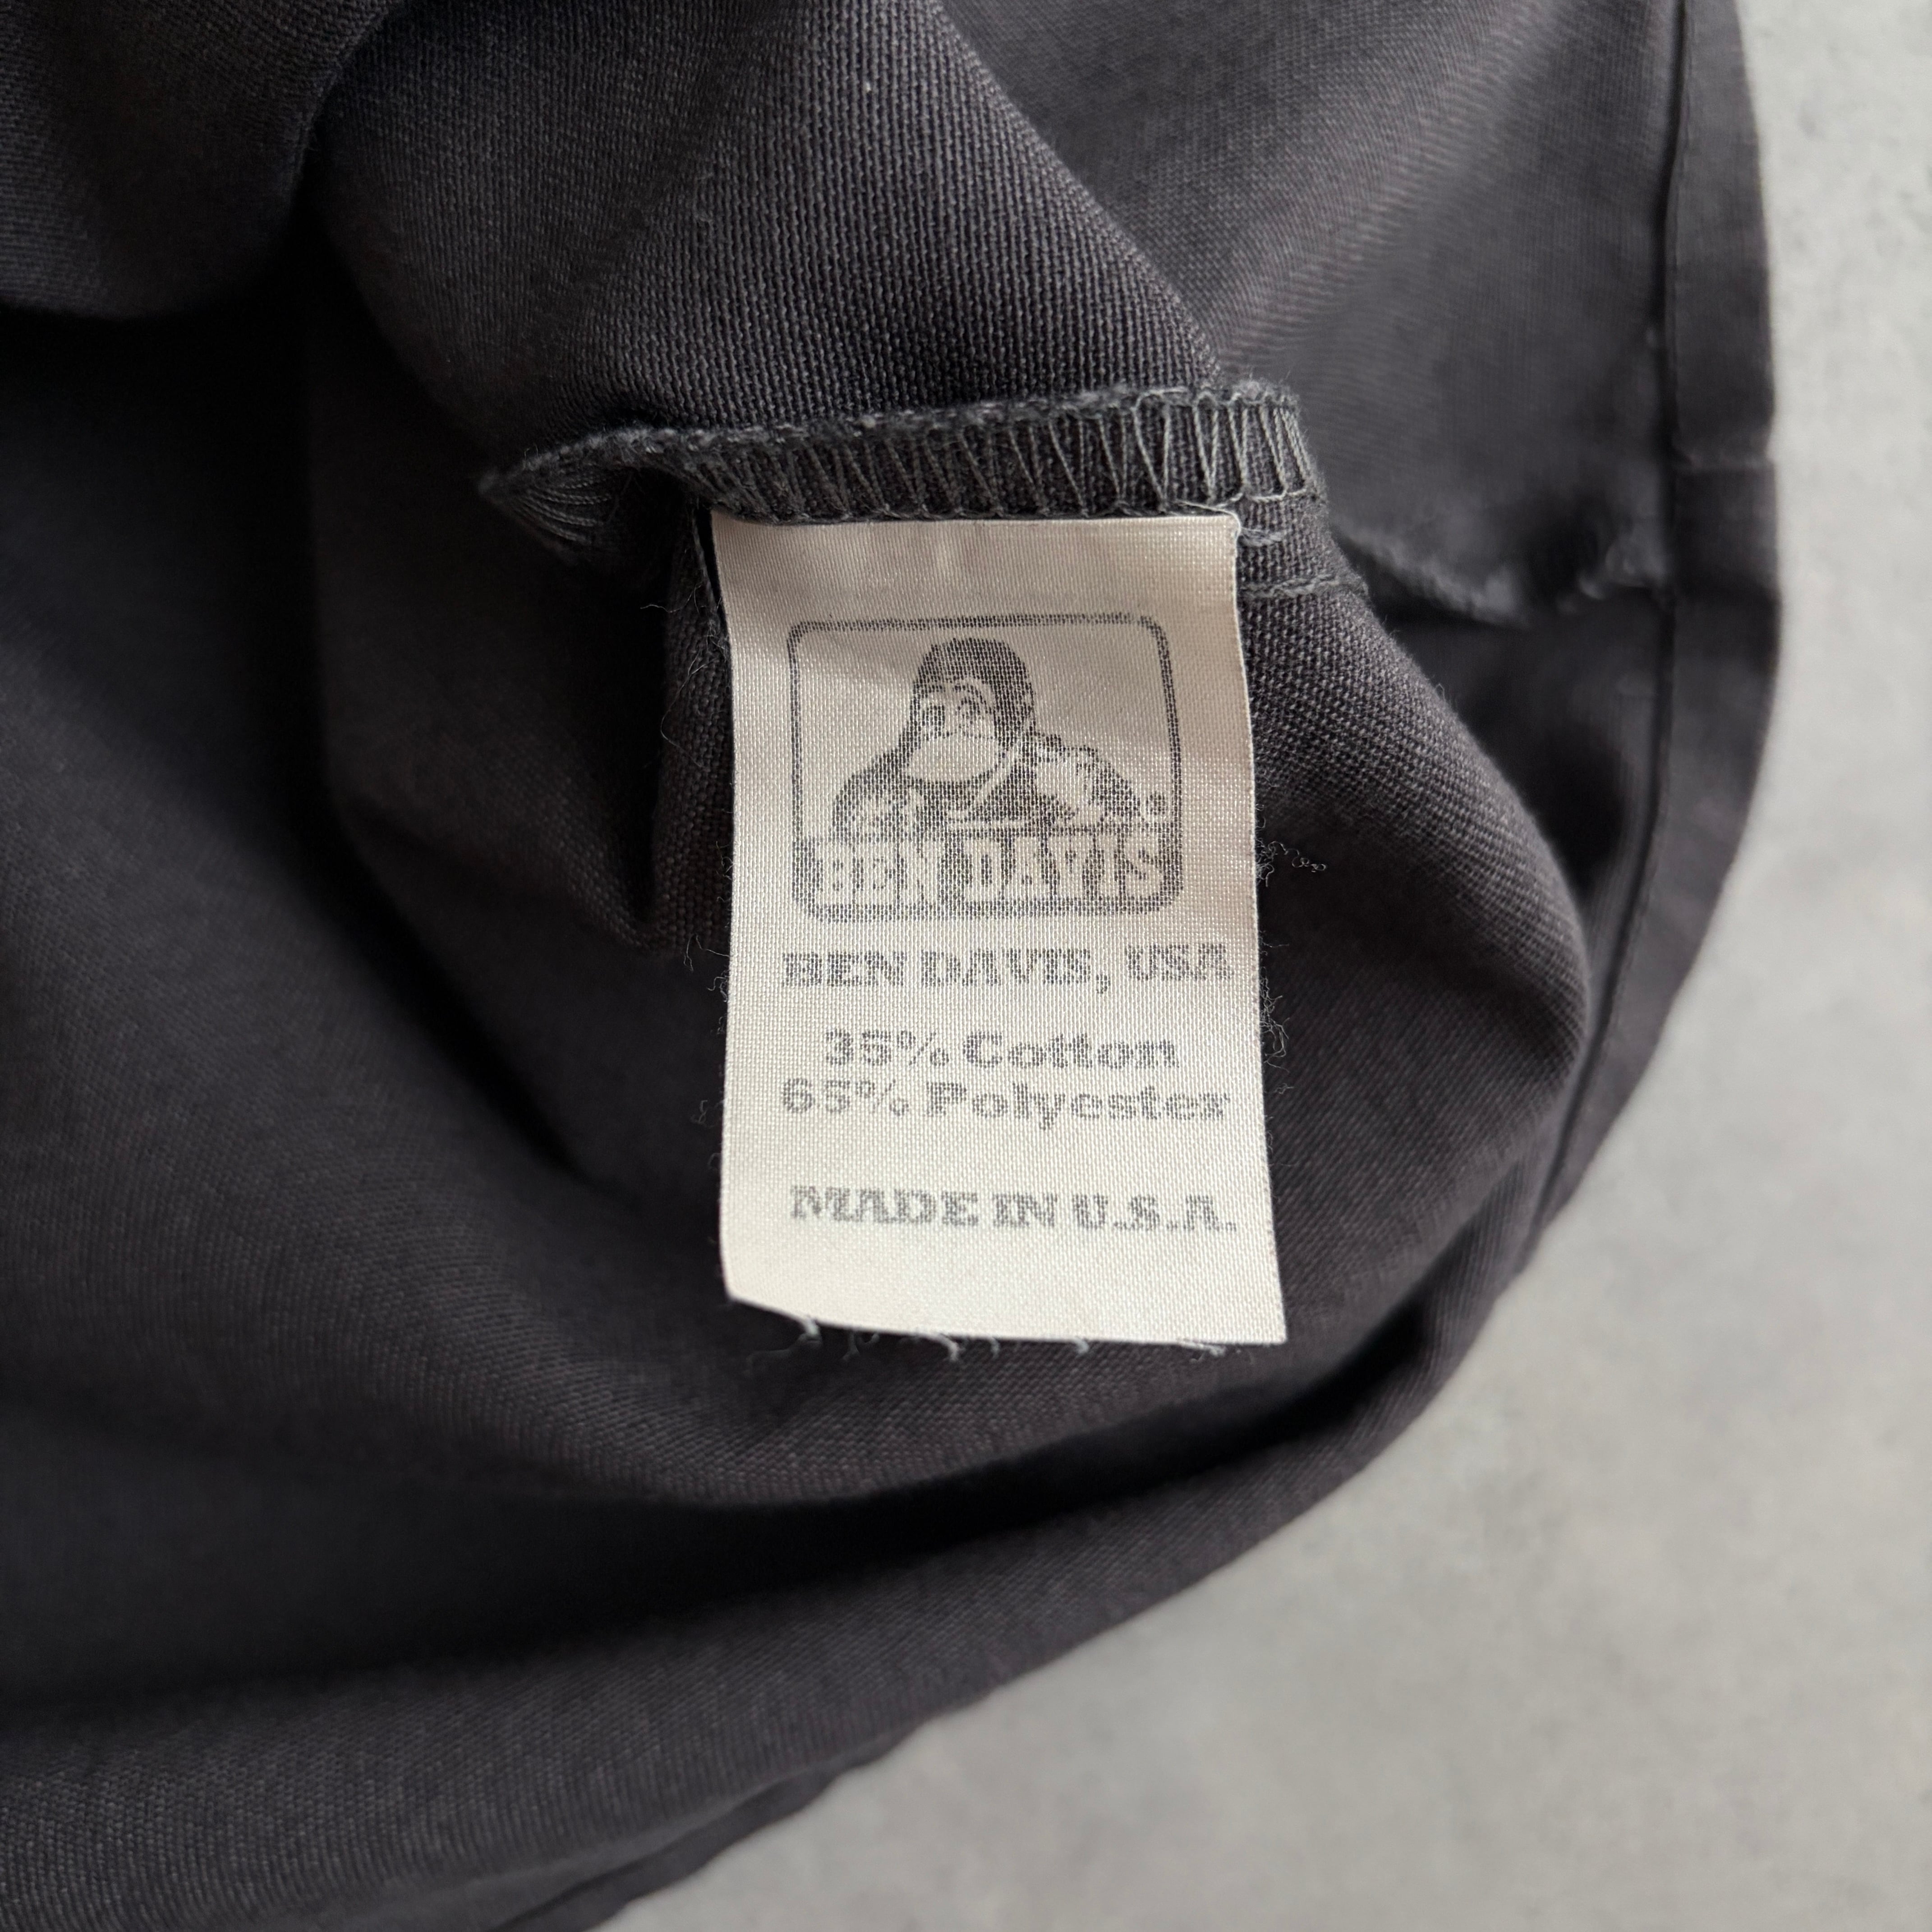 BEN DAVIS
BEN DAVIS, USA
35% Cotton
65% Polyester
MADE IN U.S.A.